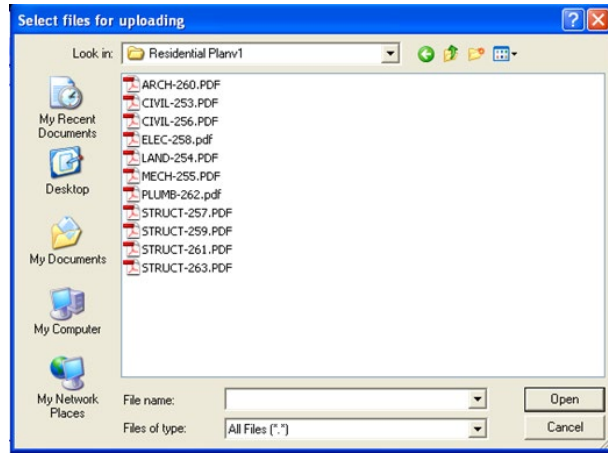 Select files for uploading
Look in: Residential Planv1
ARCH-260.PDF
CIVIL-253.PDF
CIVIL-256.PDF
ELEC-258.pdf
LAND-254.PDF
MECH-255.PDF
PLUMB-262.pdf
STRUCT-257.PDF
STRUCT-259.PDF
STRUCT-261.PDF
STRUCT-263.PDF
My Recent
Documents
Desktop
My Documents
My Computer
My Network
Places
File name:
Open
Files of type: All Files (*.*)
Cancel